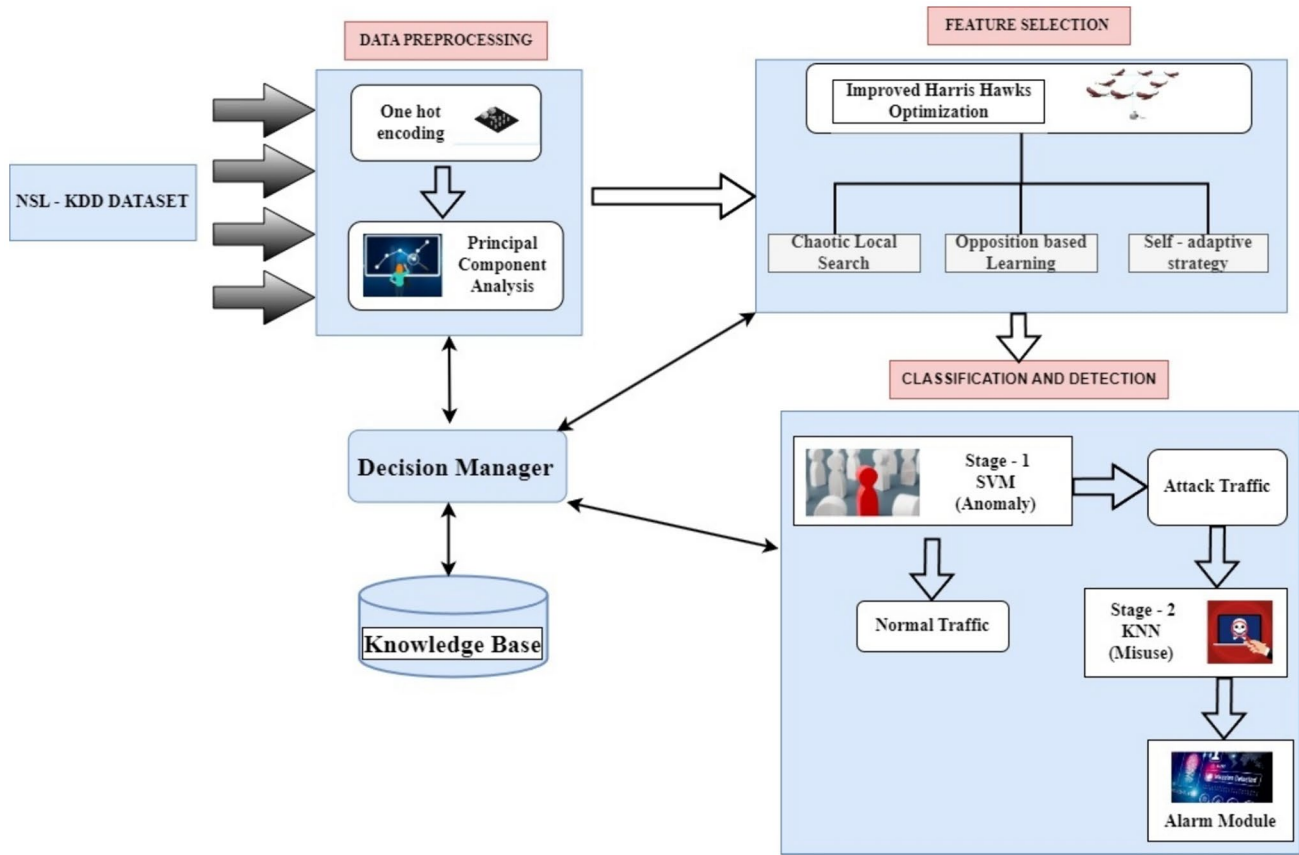 DATA PREPROCESSING
FEATURE SELECTION
One hot
encoding
Improved Harris Hawks
Optimization
NSL - KDD DATASET
Principal
Component
Analysis
Chaotic Local
Search
Opposition based
Learning
Self - adaptive
strategy
CLASSIFICATION AND DETECTION
Decision Manager
Stage - 1
SVM
(Anomaly)
Attack Traffic
Normal Traffic
Stage - 2
KNN
(Misuse)
Knowledge Base
Alarm Module